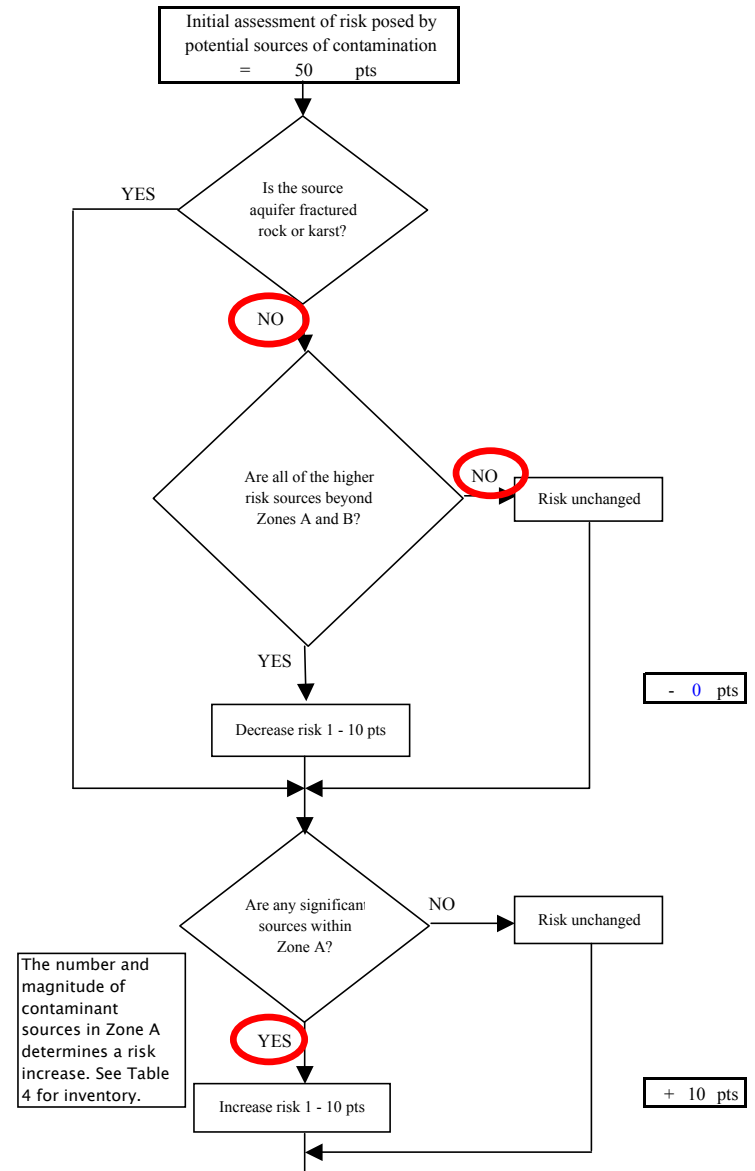 Initial assessment of risk posed by
potential sources of contamination
= 50 pts
YES
Is the source
aquifer fractured
rock or karst?
NO
Are all of the higher
risk sources beyond
Zones A and B?
NO
Risk unchanged
YES
- 0 pts
Decrease risk 1 - 10 pts
Are any significant
sources within
Zone A?
NO
Risk unchanged
The number and
magnitude of
contaminant
sources in Zone A
determines a risk
increase. See Table
4 for inventory.
YES
Increase risk 1 - 10 pts
+ 10 pts